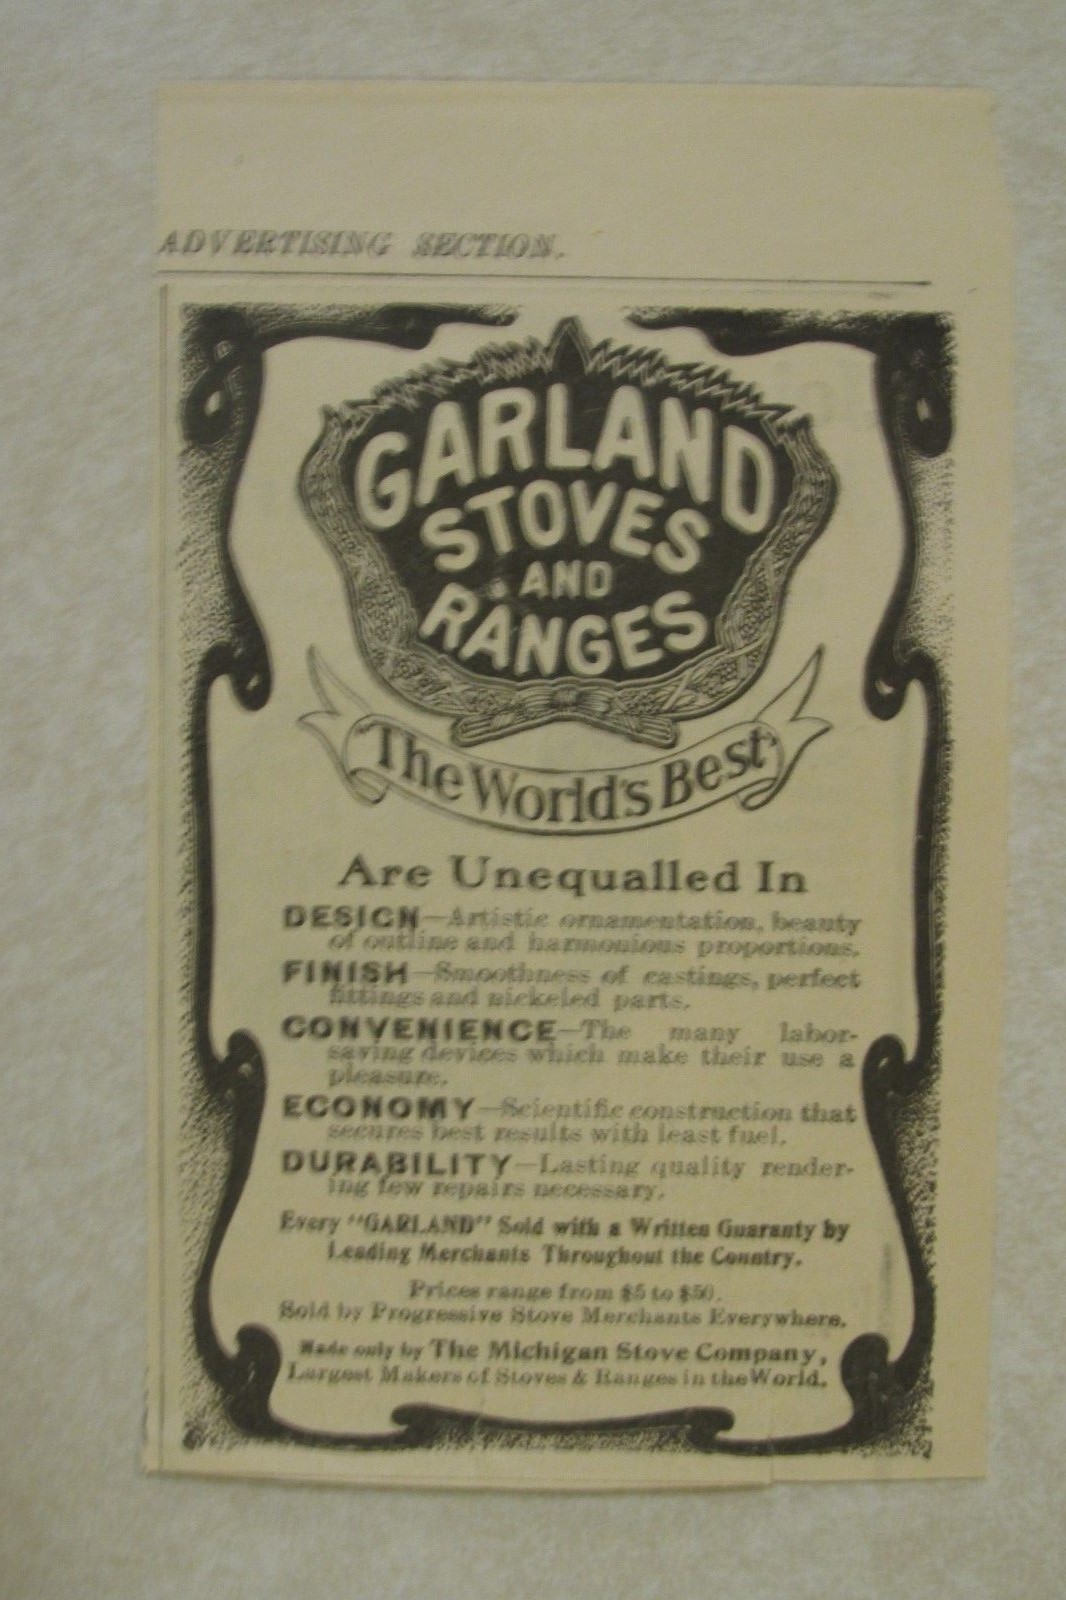 ADVERTISING SECTION.
GARLAND
STOVES
AND
RANGES
"The World's Best"
Are Unequalled In
DESIGN—Artistic ornamentation, beauty
of outline and harmonious proportions.
FINISH—Smoothness of castings, perfect
fittings and nickeled parts.
CONVENIENCE—The many labor-
saving devices which make their use a
pleasure.
ECONOMY—Scientific construction that
secures best results with least fuel.
DURABILITY—Lasting quality render-
ing few repairs necessary.
Every "GARLAND" Sold with a Written Guaranty by
Leading Merchants Throughout the Country.
Prices range from $5 to $50.
Sold by Progressive Stove Merchants Everywhere.
Made only by The Michigan Stove Company,
Largest Makers of Stoves & Ranges in the World.